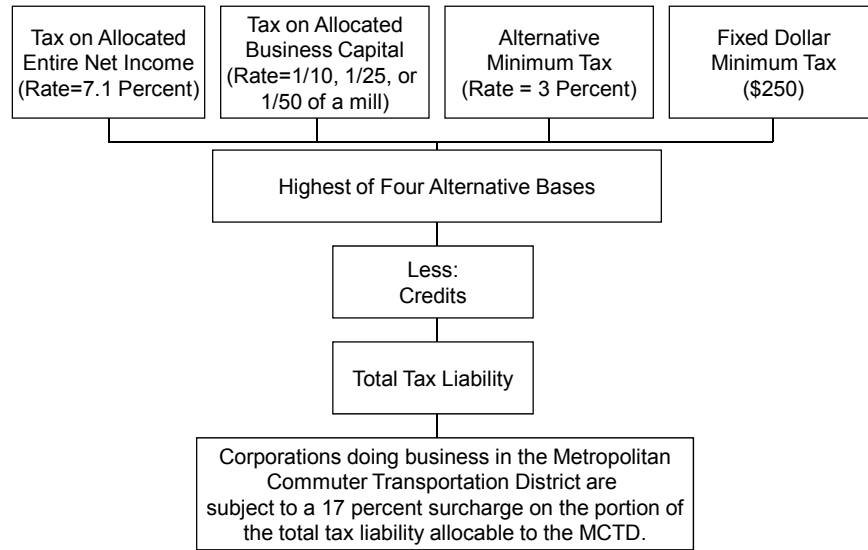 Tax on Allocated
Entire Net Income
(Rate=7.1 Percent)
Tax on Allocated
Business Capital
(Rate=1/10, 1/25, or
1/50 of a mill)
Alternative
Minimum Tax
(Rate = 3 Percent)
Fixed Dollar
Minimum Tax
($250)
Highest of Four Alternative Bases
Less:
Credits
Total Tax Liability
Corporations doing business in the Metropolitan
Commuter Transportation District are
subject to a 17 percent surcharge on the portion of
the total tax liability allocable to the MCTD.